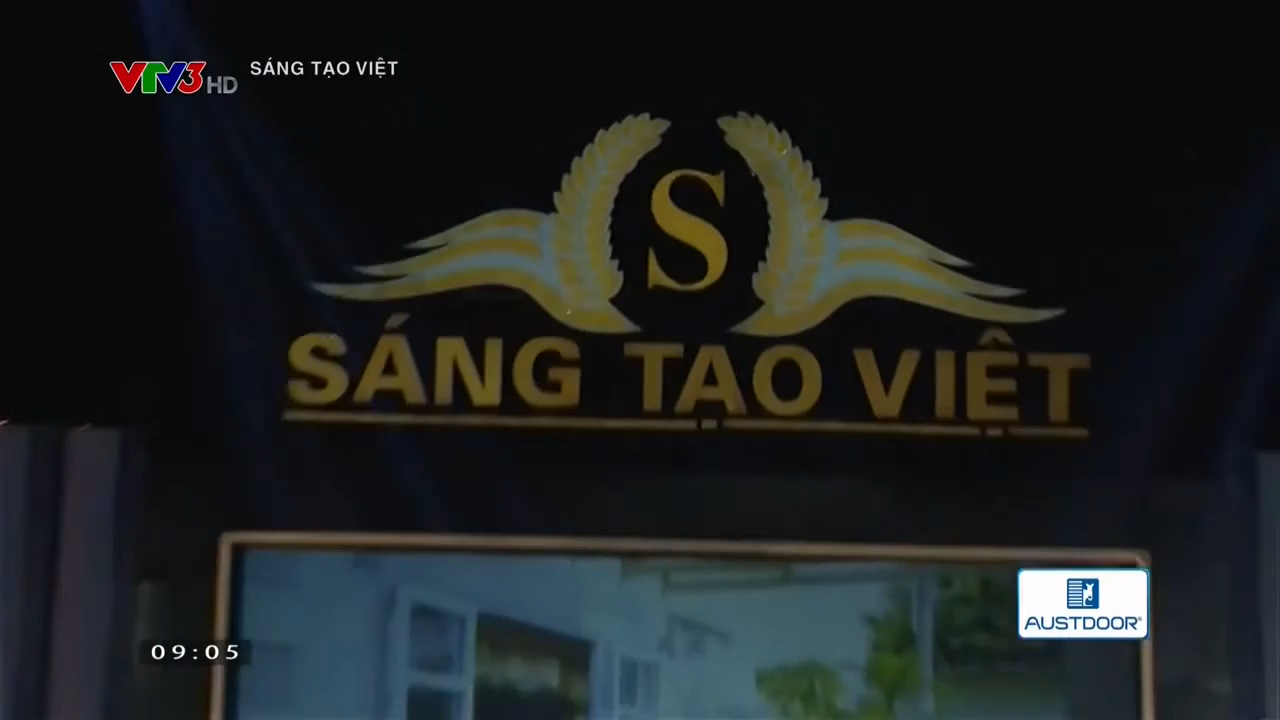 VTV3 HD
SÁNG TẠO VIỆT
S
SÁNG TẠO VIỆT
AUSTDOOR®
09:05